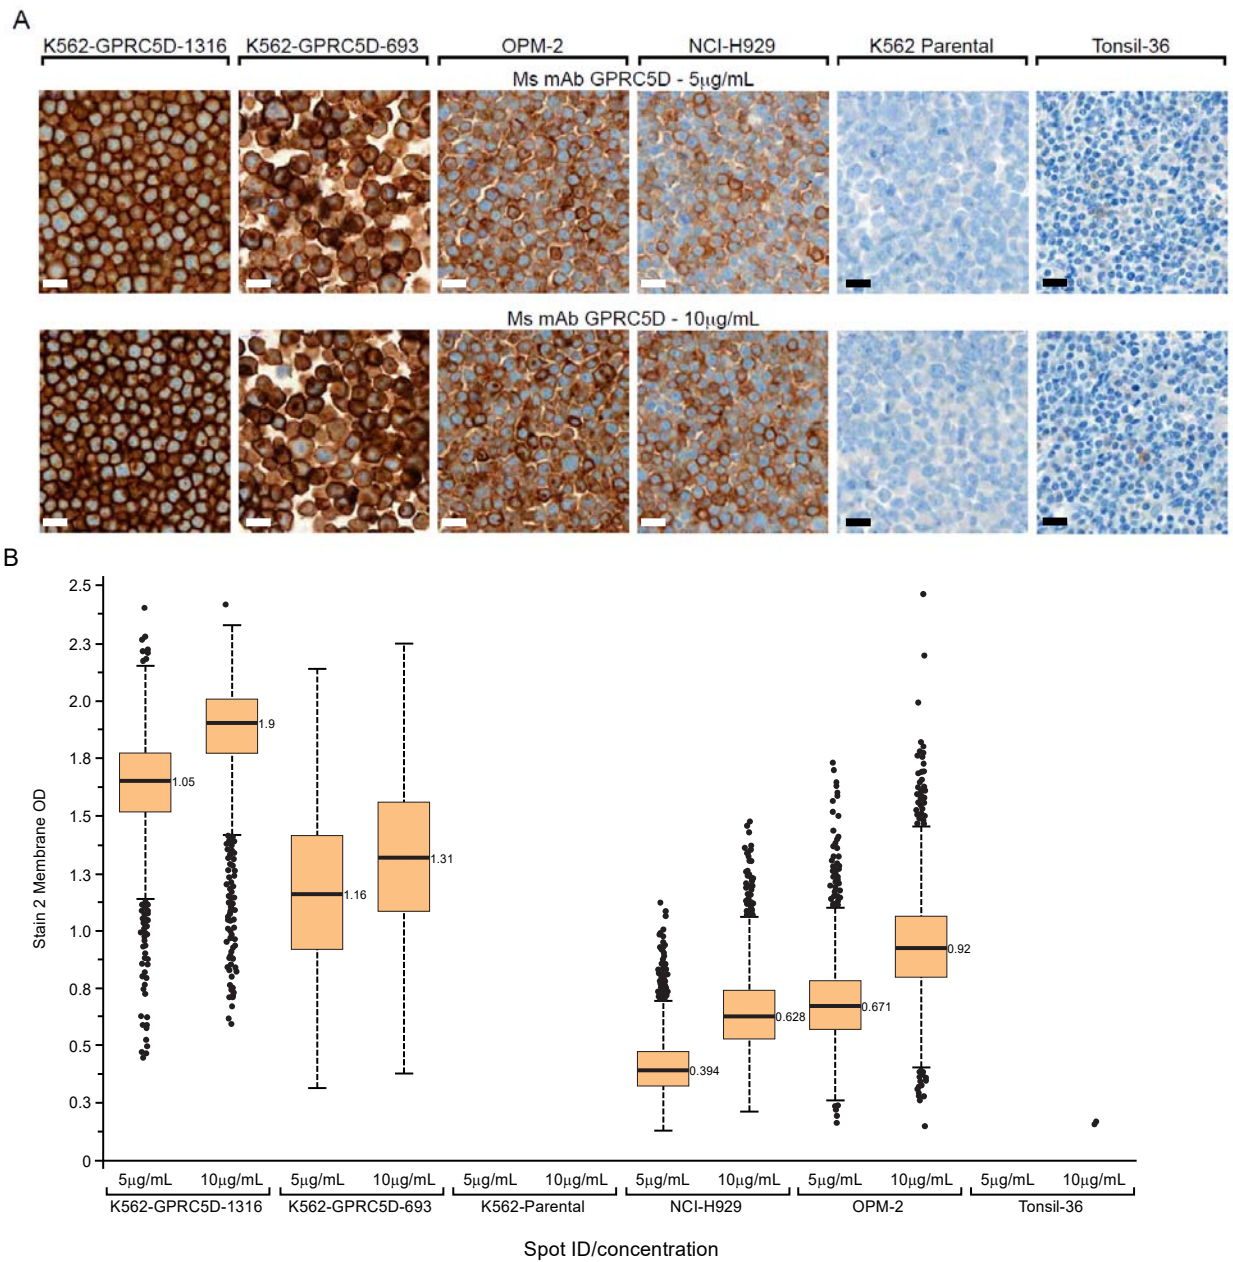 A
K562-GPRC5D-1316 K562-GPRC5D-693 OPM-2 NCI-H929 K562 Parental Tonsil-36
Ms mAb GPRC5D - 5µg/mL
Ms mAb GPRC5D - 10µg/mL
B
Stain 2 Membrane OD
2.5
2.3
2.0
1.8
1.5
1.3
1.0
0.8
0.5
0.3
0
1.05
1.9
1.16
1.31
0.394
0.628
0.671
0.92
5µg/mL 10µg/mL 5µg/mL 10µg/mL 5µg/mL 10µg/mL 5µg/mL 10µg/mL 5µg/mL 10µg/mL 5µg/mL 10µg/mL
K562-GPRC5D-1316 K562-GPRC5D-693 K562-Parental NCI-H929 OPM-2 Tonsil-36
Spot ID/concentration